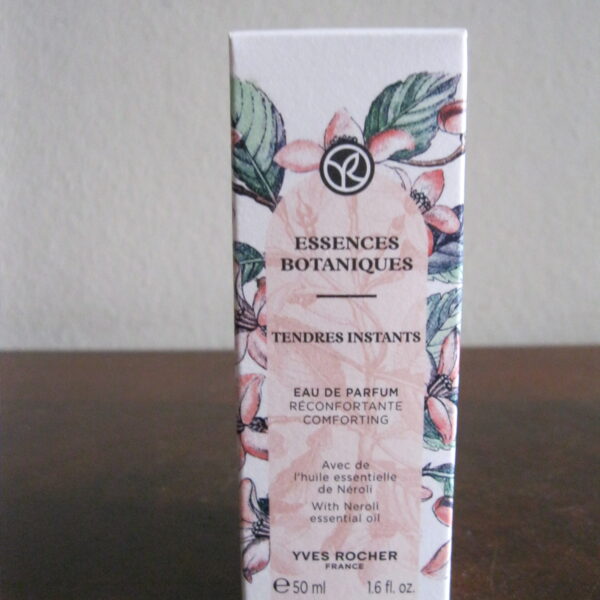 ESSENCES
BOTANIQUES
TENDRES INSTANTS
EAU DE PARFUM
RÉCONFORTANTE
COMFORTING
Avec de
l'huile essentielle
de Néroli
With Neroli
essential oil
YVES ROCHER
FRANCE
℮50 ml 1.6 fl. oz.